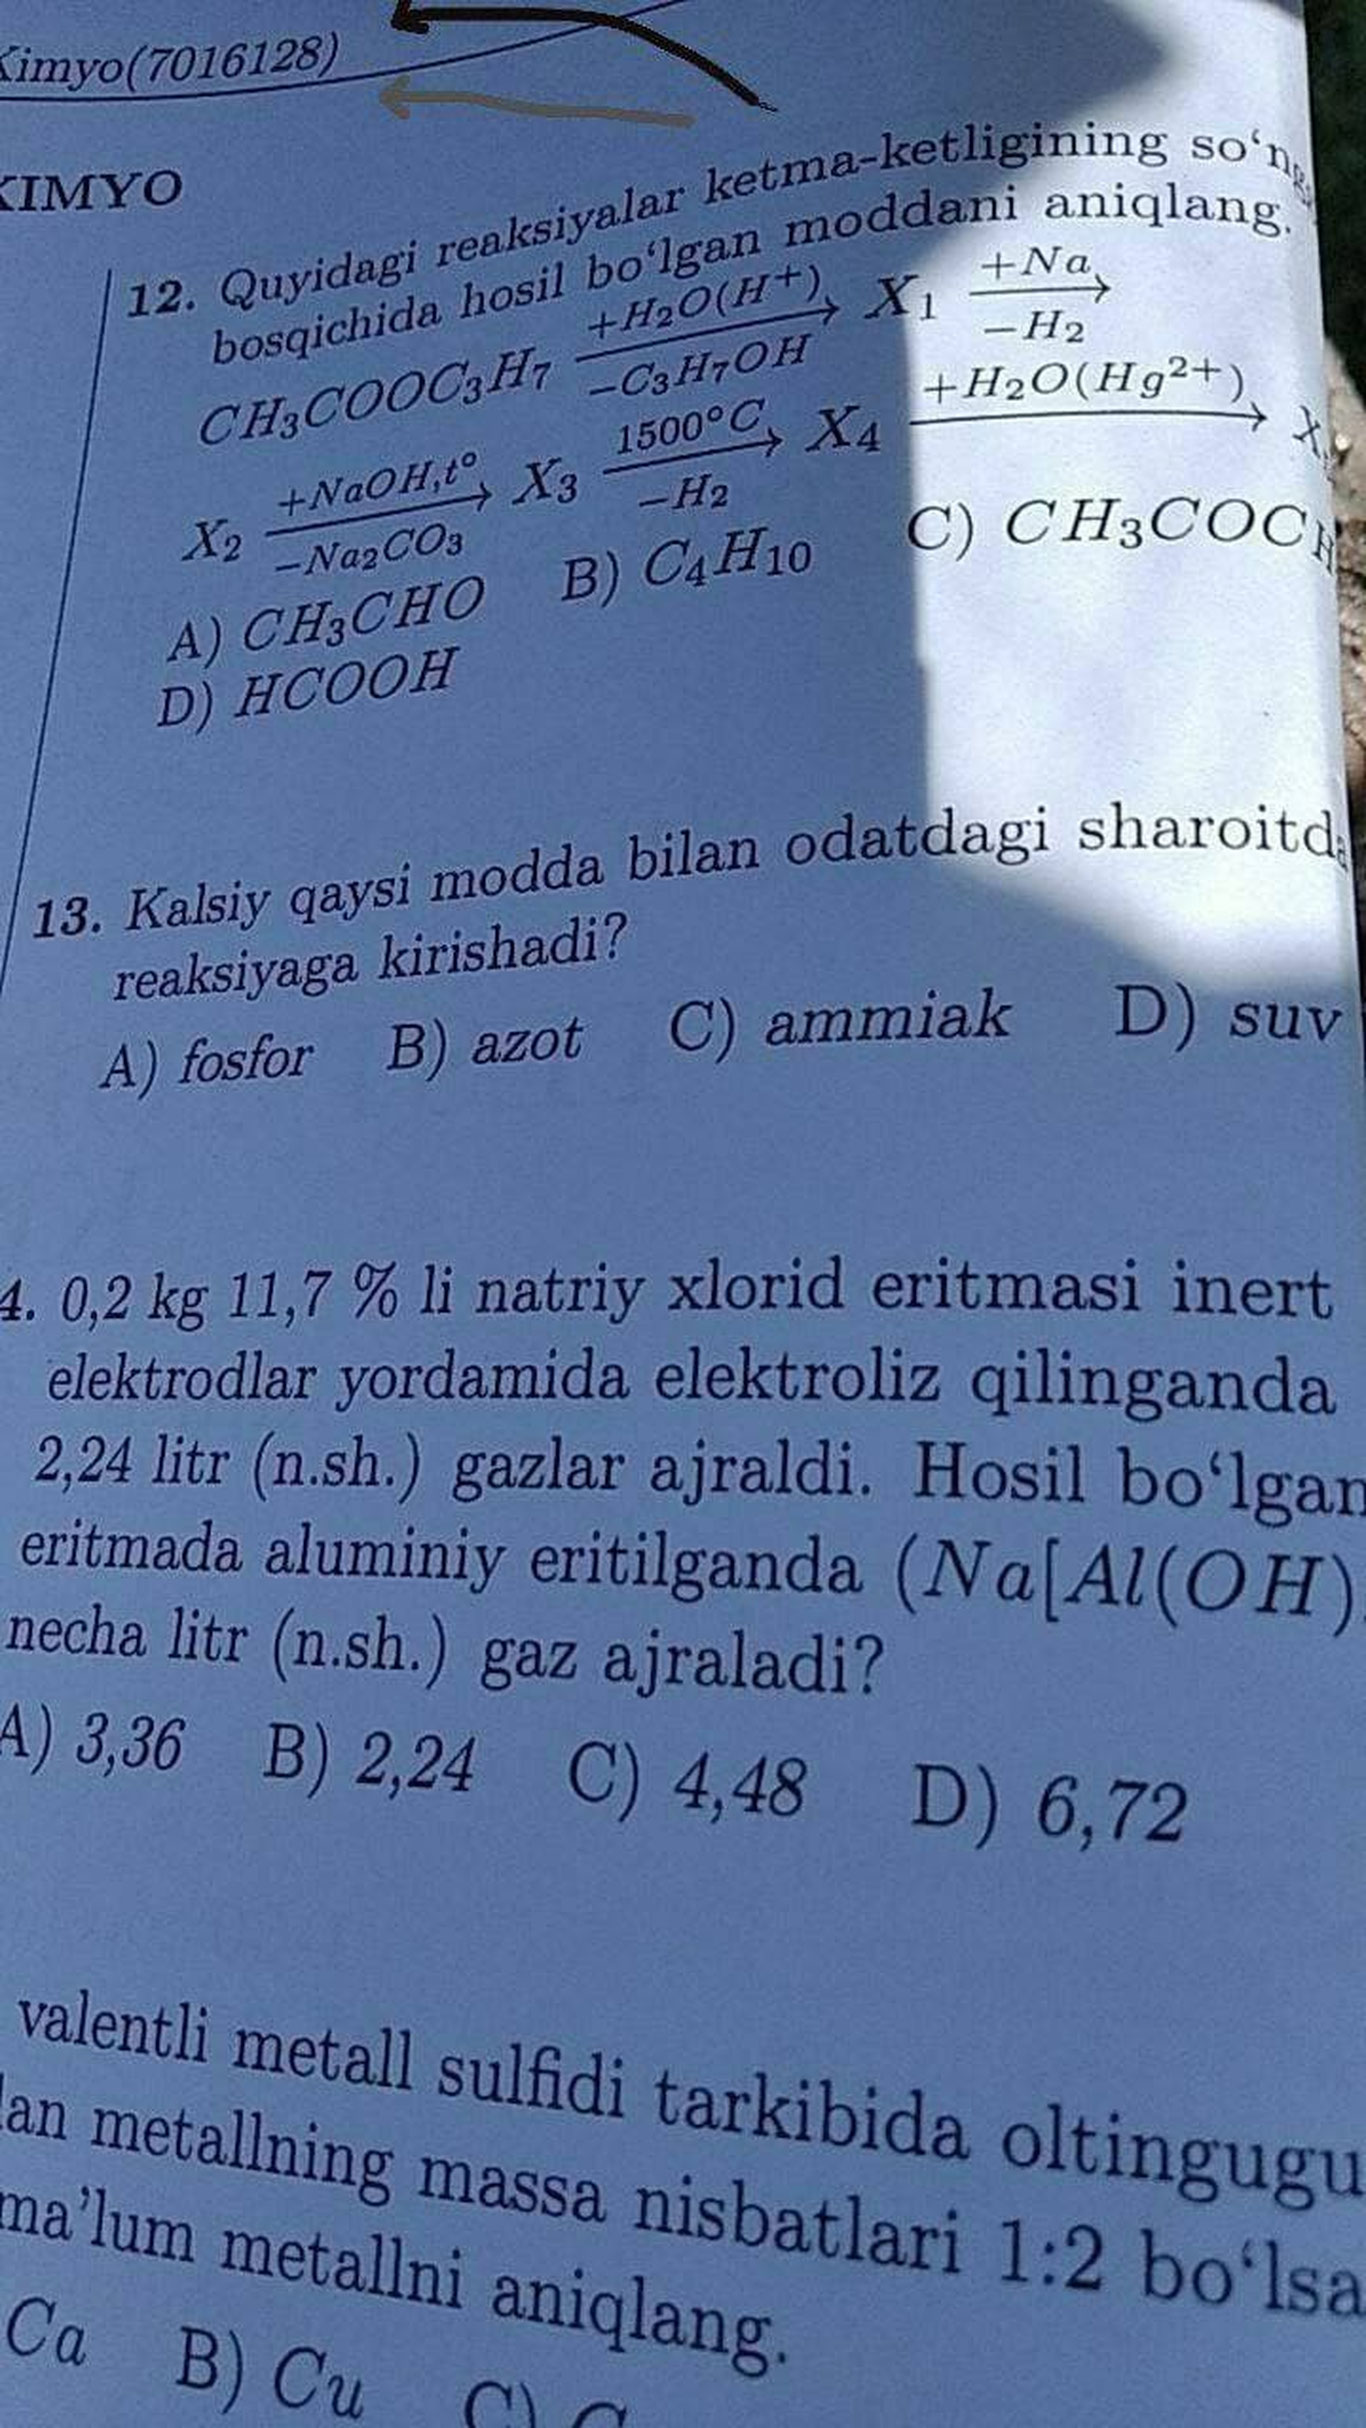 Kimyo(7016128)
KIMYO
12. Quyidagi reaksiyalar ketma-ketligining
bosqichida hosil bo‘lgan moddani aniqlang.
CH₃COOC₃H₇ +H₂O(H⁺) −C₃H₇OH → X₁ +Na −H₂ →
X₂ +NaOH,t° −Na₂CO₃ → X₃ 1500°C −H₂ → X₄ +H₂O(Hg²⁺) →
A) CH₃CHO B) C₄H₁₀ C)
D) HCOOH
13. Kalsiy qaysi modda bilan odatdagi
reaksiyaga kirishadi?
A) fosfor B) azot C) ammiak D) suv
4. 0,2 kg 11,7 % li natriy xlorid eritmasi inert
elektrodlar yordamida elektroliz qilinganda
2,24 litr (n.sh.) gazlar ajraldi. Hosil bo‘lgan
eritmada aluminiy eritilganda (Na[Al(OH)
necha litr (n.sh.) gaz ajraladi?
A) 3,36 B) 2,24 C) 4,48 D) 6,72
valentli metall sulfidi tarkibida
metallning massa nisbatlari 1:2 bo‘lsa
ma’lum metallni aniqlang.
Ca B) Cu C)